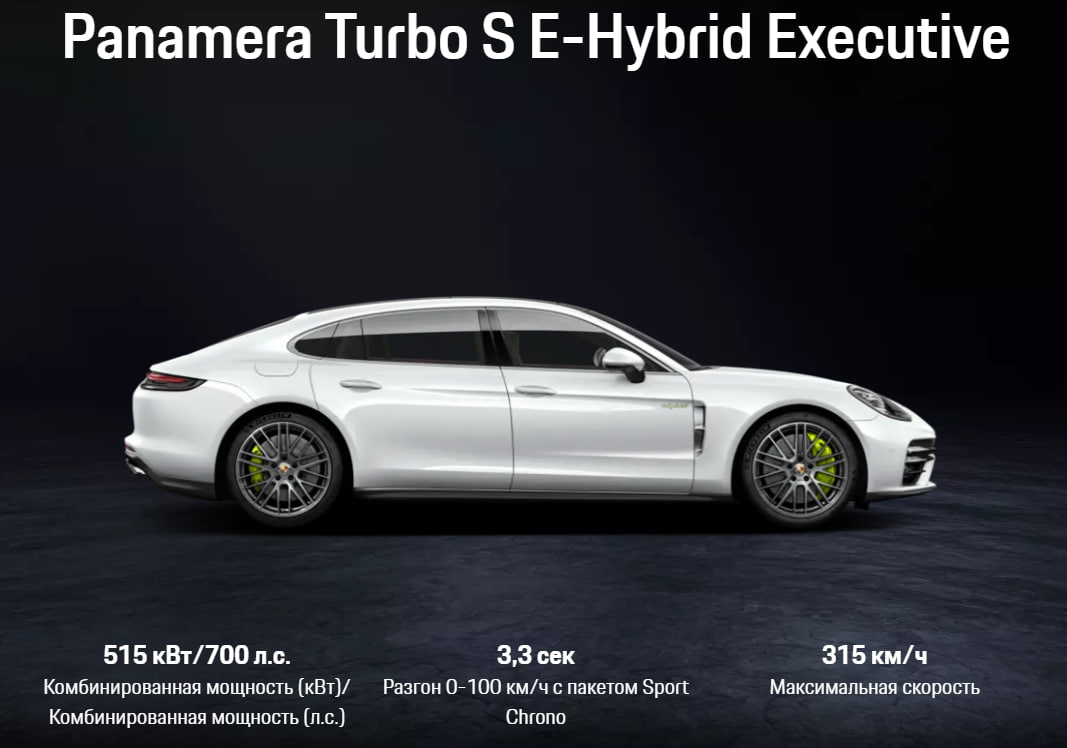 Panamera Turbo S E-Hybrid Executive
515 кВт/700 л.с.
Комбинированная мощность (кВт)/
Комбинированная мощность (л.с.)
3,3 сек
Разгон 0-100 км/ч с пакетом Sport
Chrono
315 км/ч
Максимальная скорость